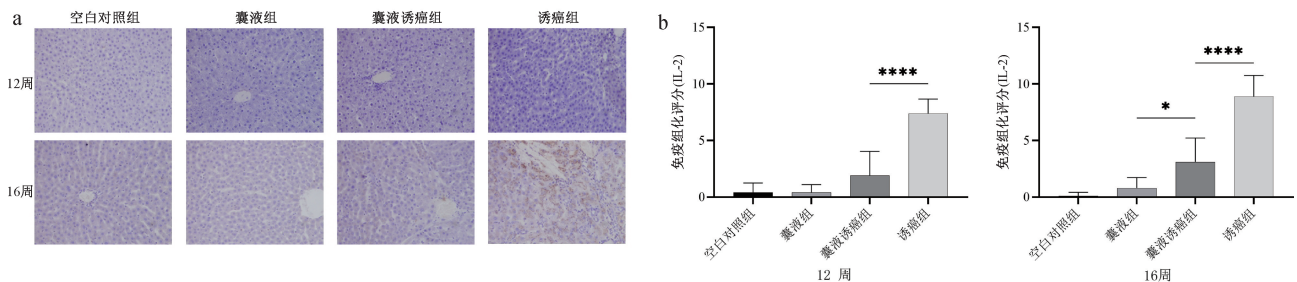 a
空白对照组
囊液组
囊液诱癌组
诱癌组
12周
16周
b
免疫组化评分(IL-2)
15
10
5
0
****
空白对照组
囊液组
囊液诱癌组
诱癌组
12 周
免疫组化评分(IL-2)
15
10
5
0
*
****
空白对照组
囊液组
囊液诱癌组
诱癌组
16周